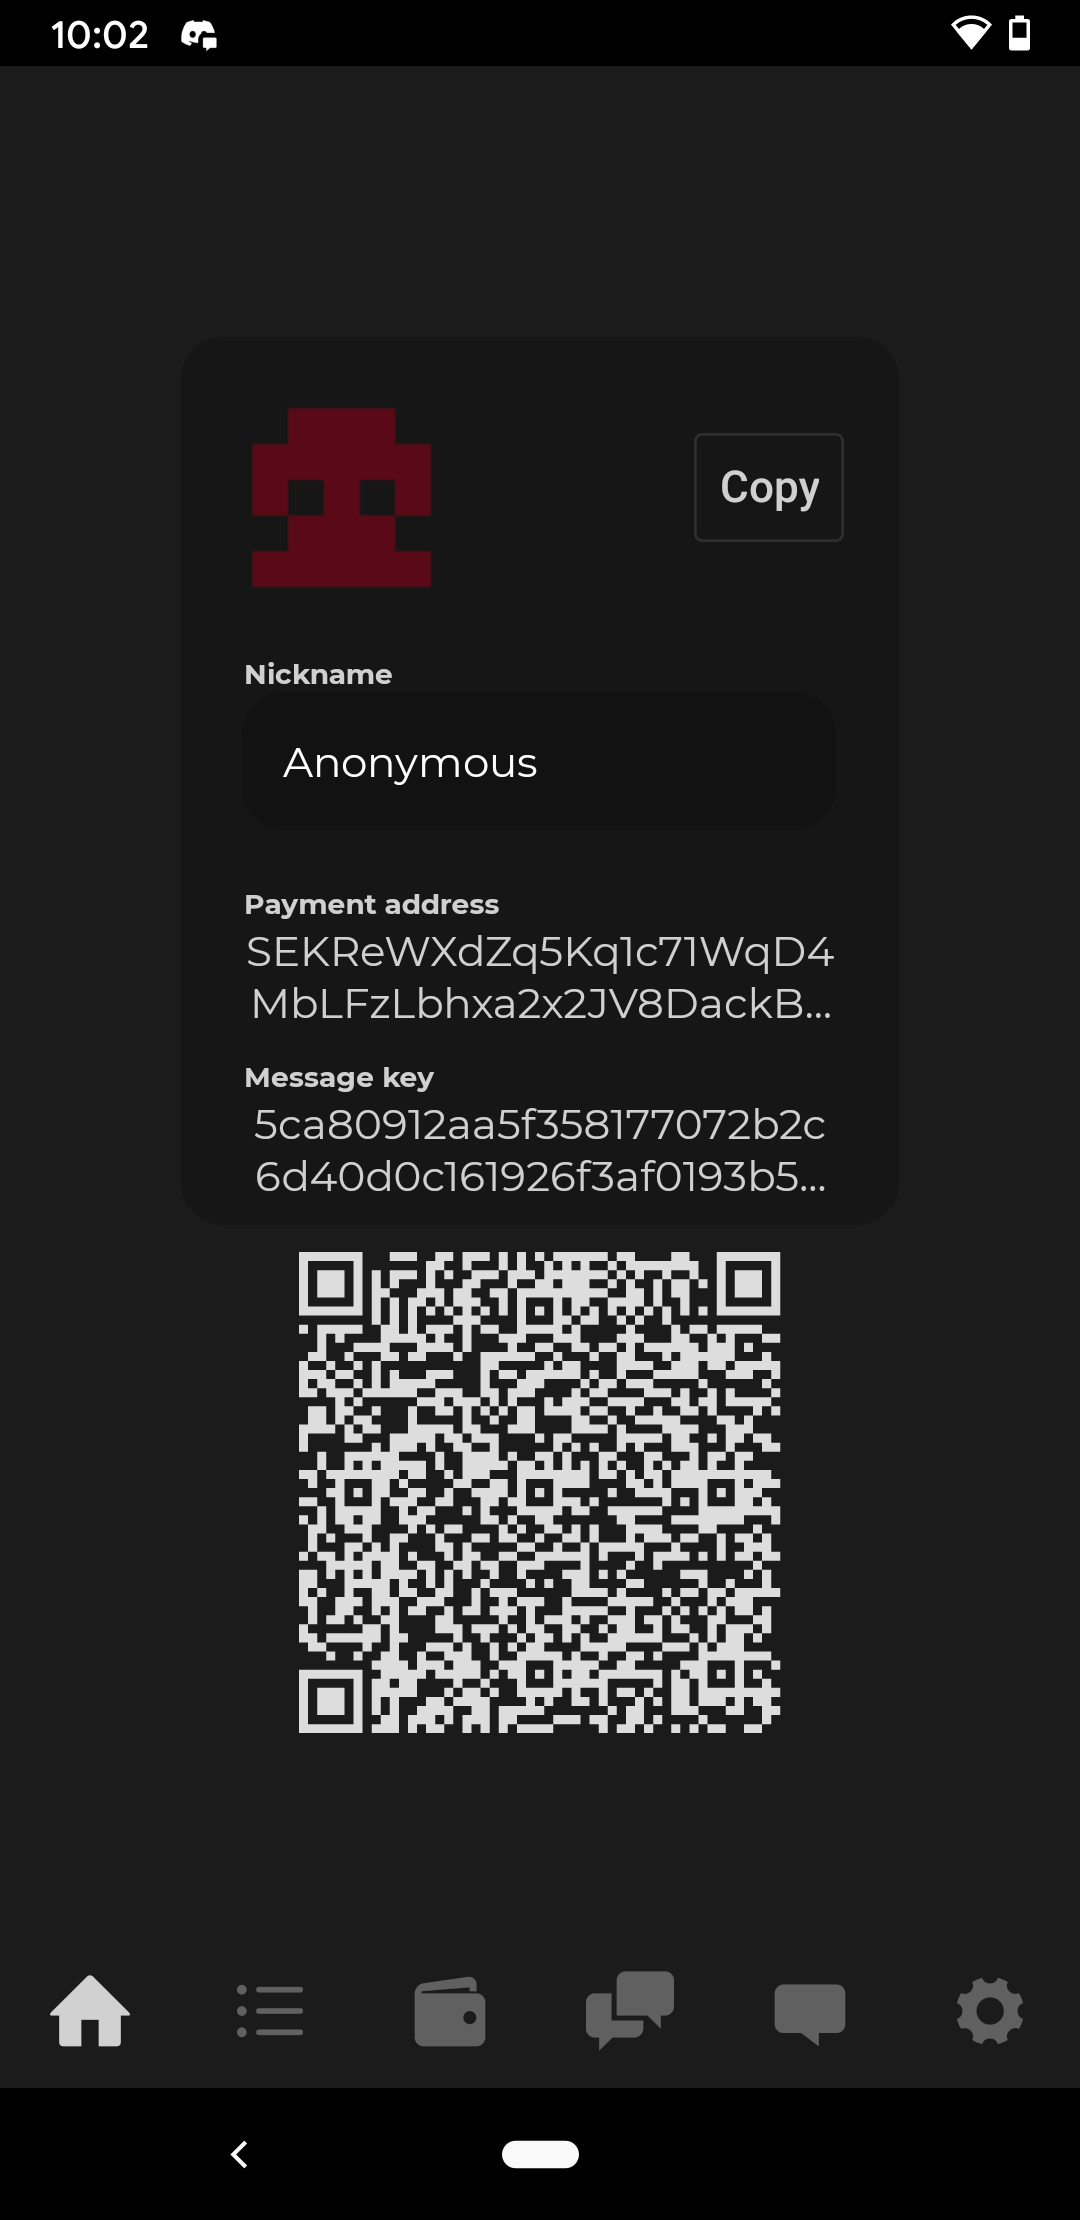 10:02
Copy
Nickname
Anonymous
Payment address
SEKReWXdZq5Kq1c71WqD4
MbLFzLbhxa2x2JV8DackB...
Message key
5ca80912aa5f358177072b2c
6d40d0c161926f3af0193b5...